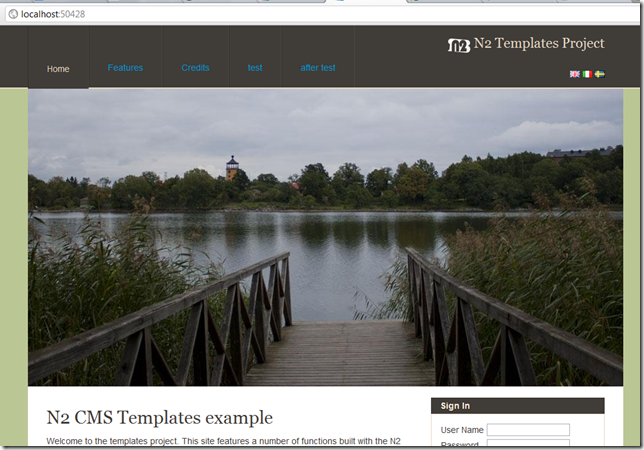 localhost:50428
n2 N2 Templates Project
Home Features Credits test after test
N2 CMS Templates example
Welcome to the templates project. This site features a number of functions built with the N2
Sign In
User Name
Password